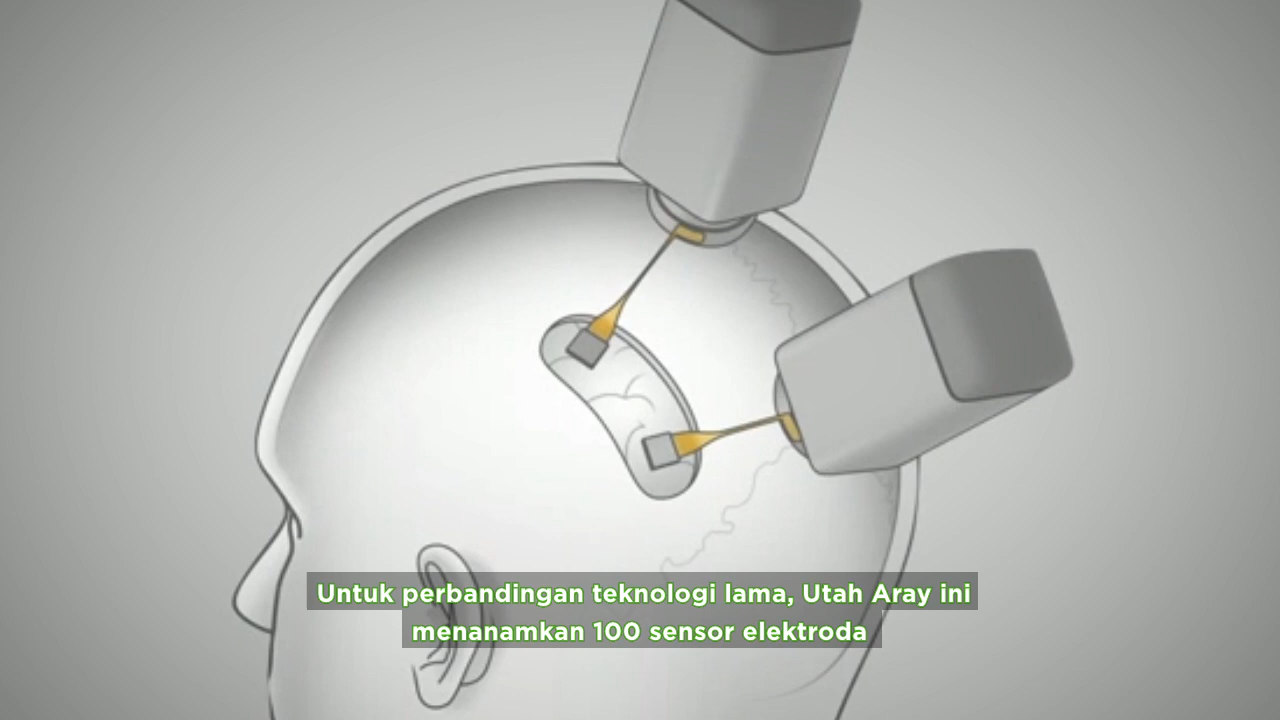 Untuk perbandingan teknologi lama, Utah Aray ini
menanamkan 100 sensor elektroda